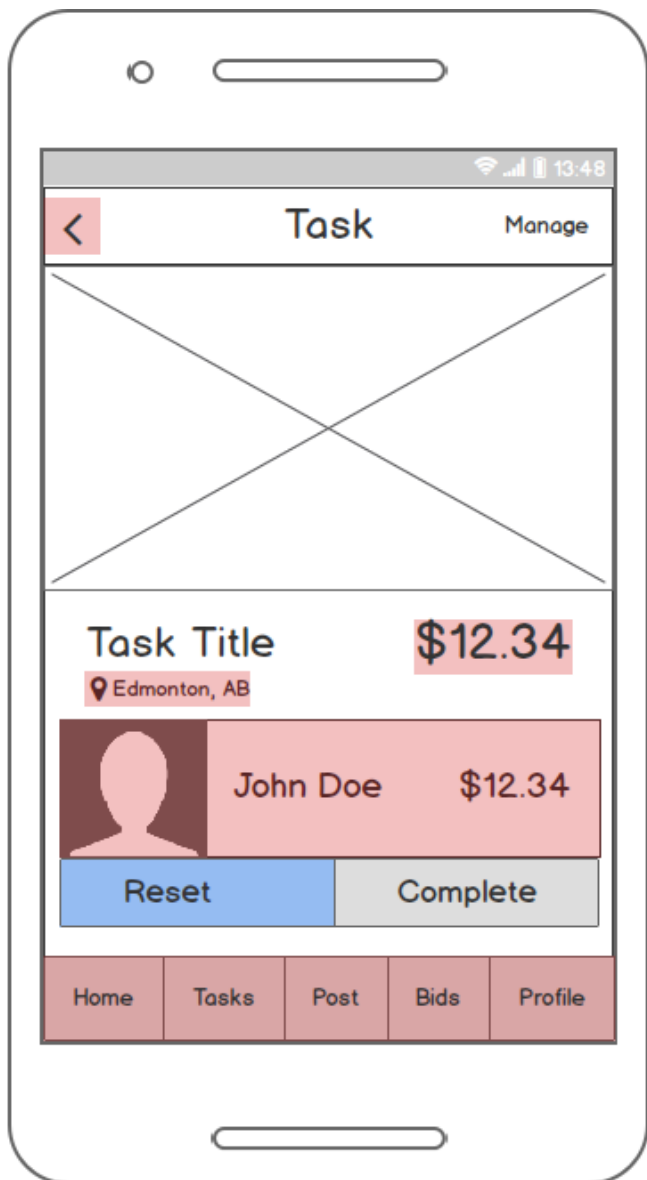 13:48
Task Manage
Task Title $12.34
Edmonton, AB
John Doe $12.34
Reset Complete
Home Tasks Post Bids Profile